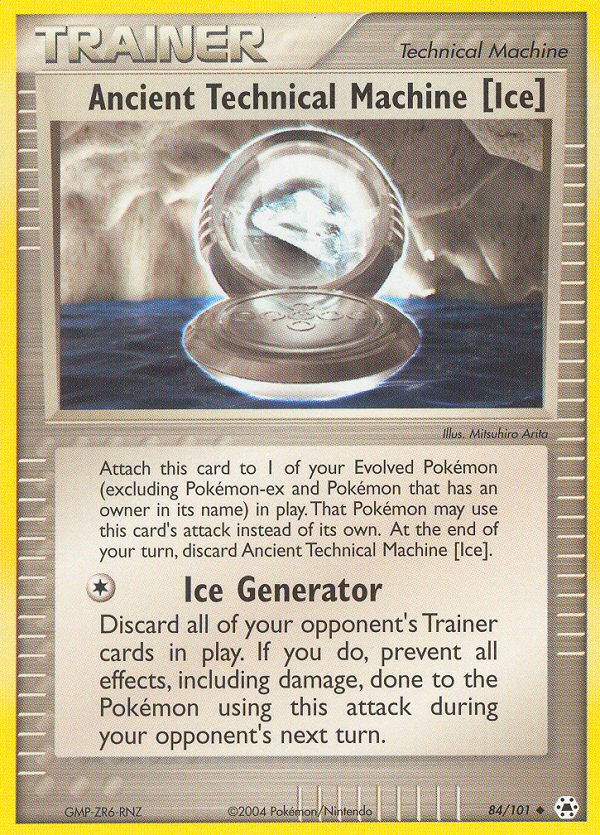 TRAINER
Technical Machine
Ancient Technical Machine [Ice]
Illus. Mitsuhiro Arita
Attach this card to 1 of your Evolved Pokémon
(excluding Pokémon-ex and Pokémon that has an
owner in its name) in play. That Pokémon may use
this card's attack instead of its own. At the end of
your turn, discard Ancient Technical Machine [Ice].
Ice Generator
Discard all of your opponent's Trainer
cards in play. If you do, prevent all
effects, including damage, done to the
Pokémon using this attack during
your opponent's next turn.
GMP-ZR6-RNZ ©2004 Pokémon/Nintendo 84/101